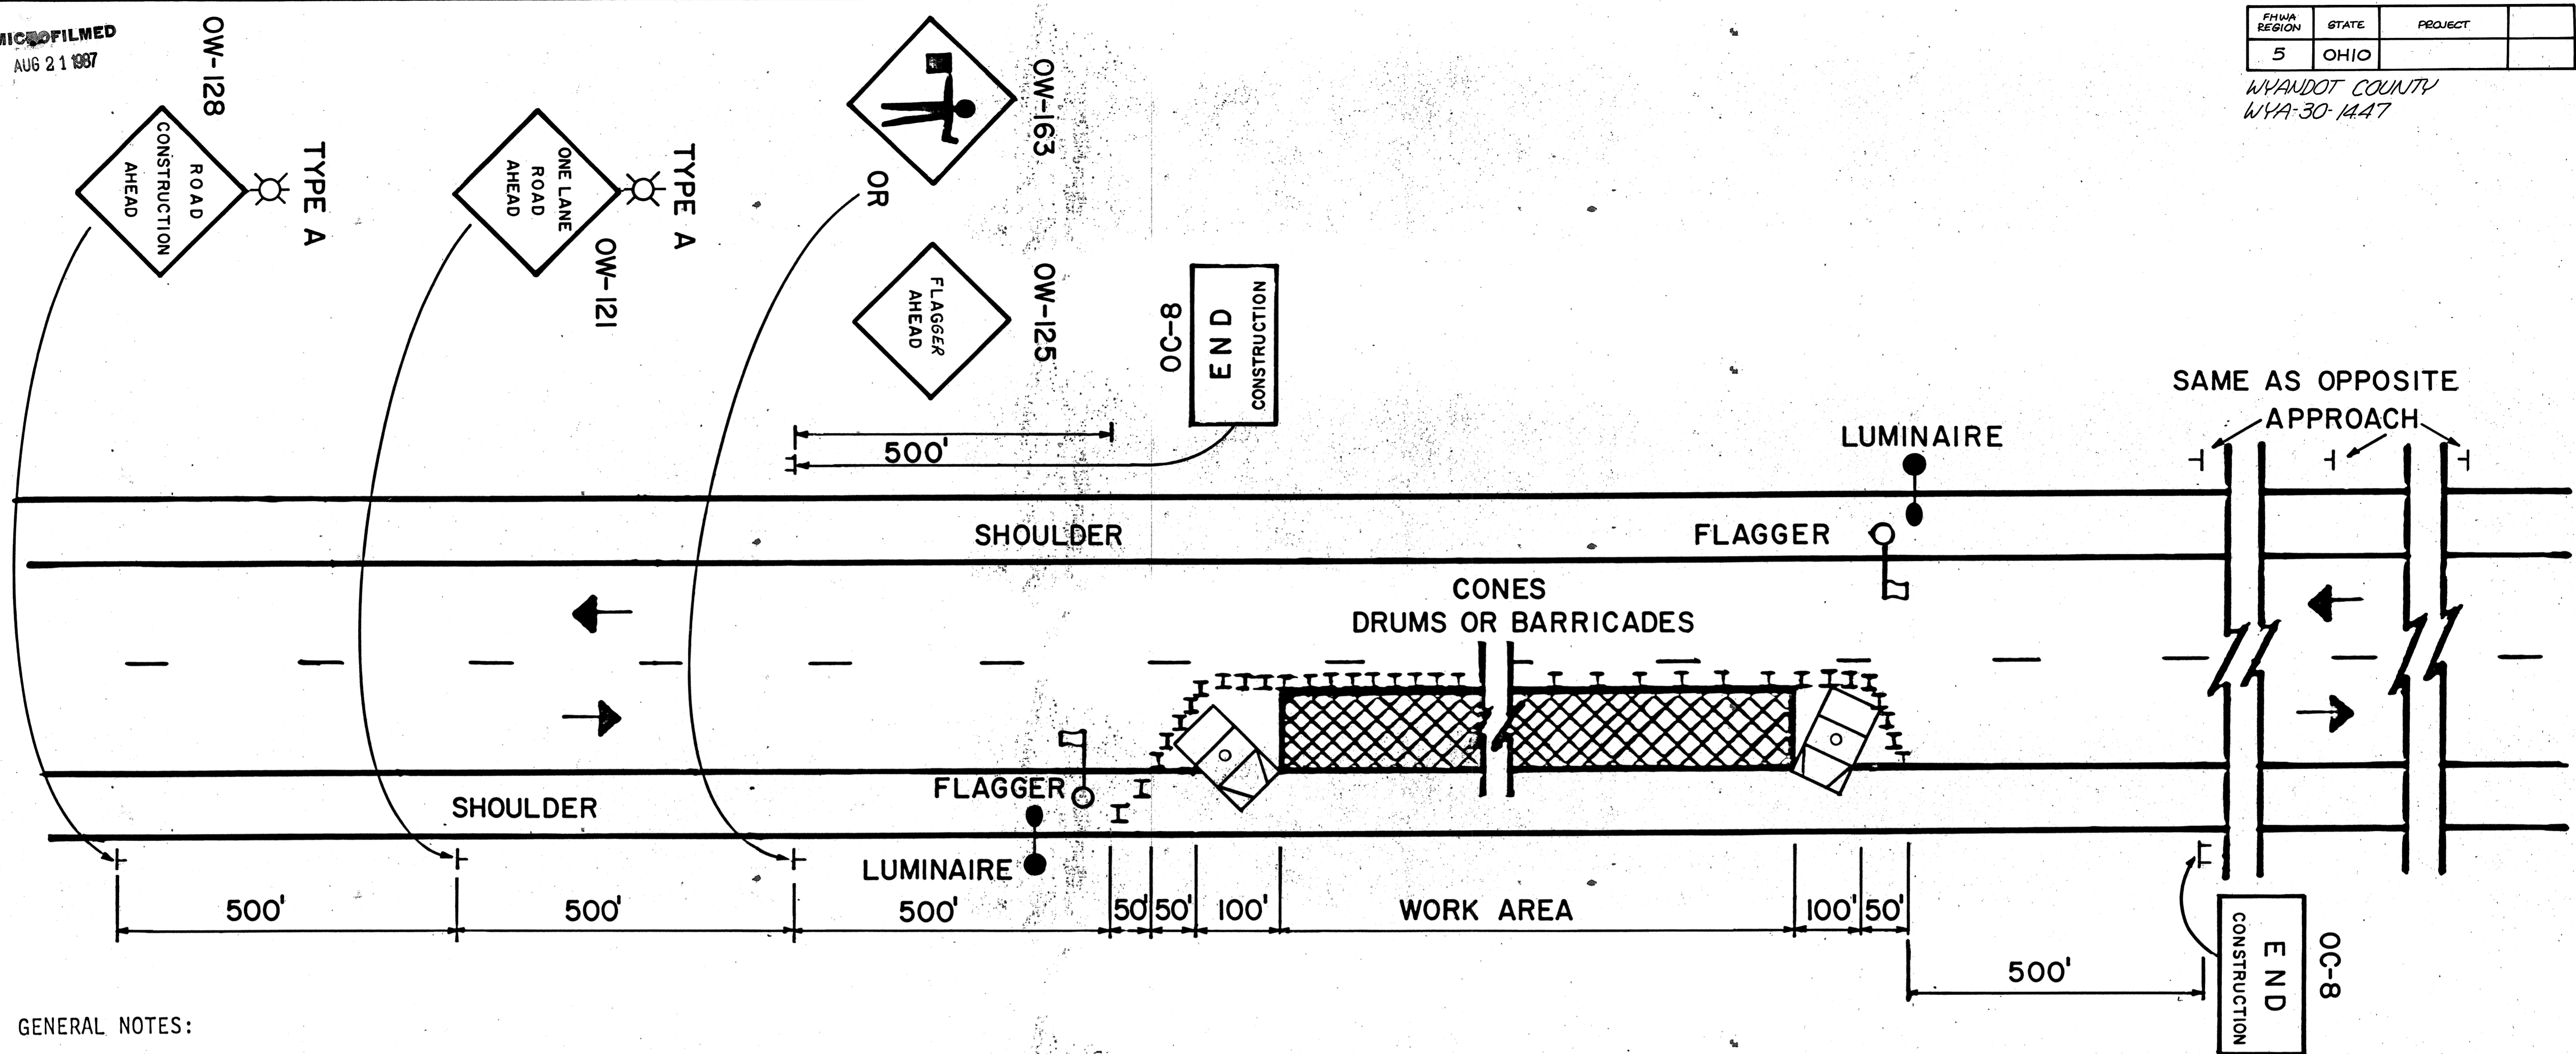 MICROFILMED
AUG 21 1987
FHWA REGION
STATE
PROJECT
5
OHIO
WYANDOT COUNTY
WYA-30-1447
OW-128
ROAD
CONSTRUCTION
AHEAD
TYPE A
ONE LANE
ROAD
AHEAD
TYPE A
OW-121
OW-163
OR
FLAGGER
AHEAD
OW-125
END
CONSTRUCTION
OC-8
500'
SAME AS OPPOSITE
APPROACH
LUMINAIRE
SHOULDER
FLAGGER
CONES
DRUMS OR BARRICADES
FLAGGER
SHOULDER
LUMINAIRE
500'
500'
500'
50'
50'
100'
WORK AREA
100'
50'
500'
END
CONSTRUCTION
OC-8
GENERAL NOTES: